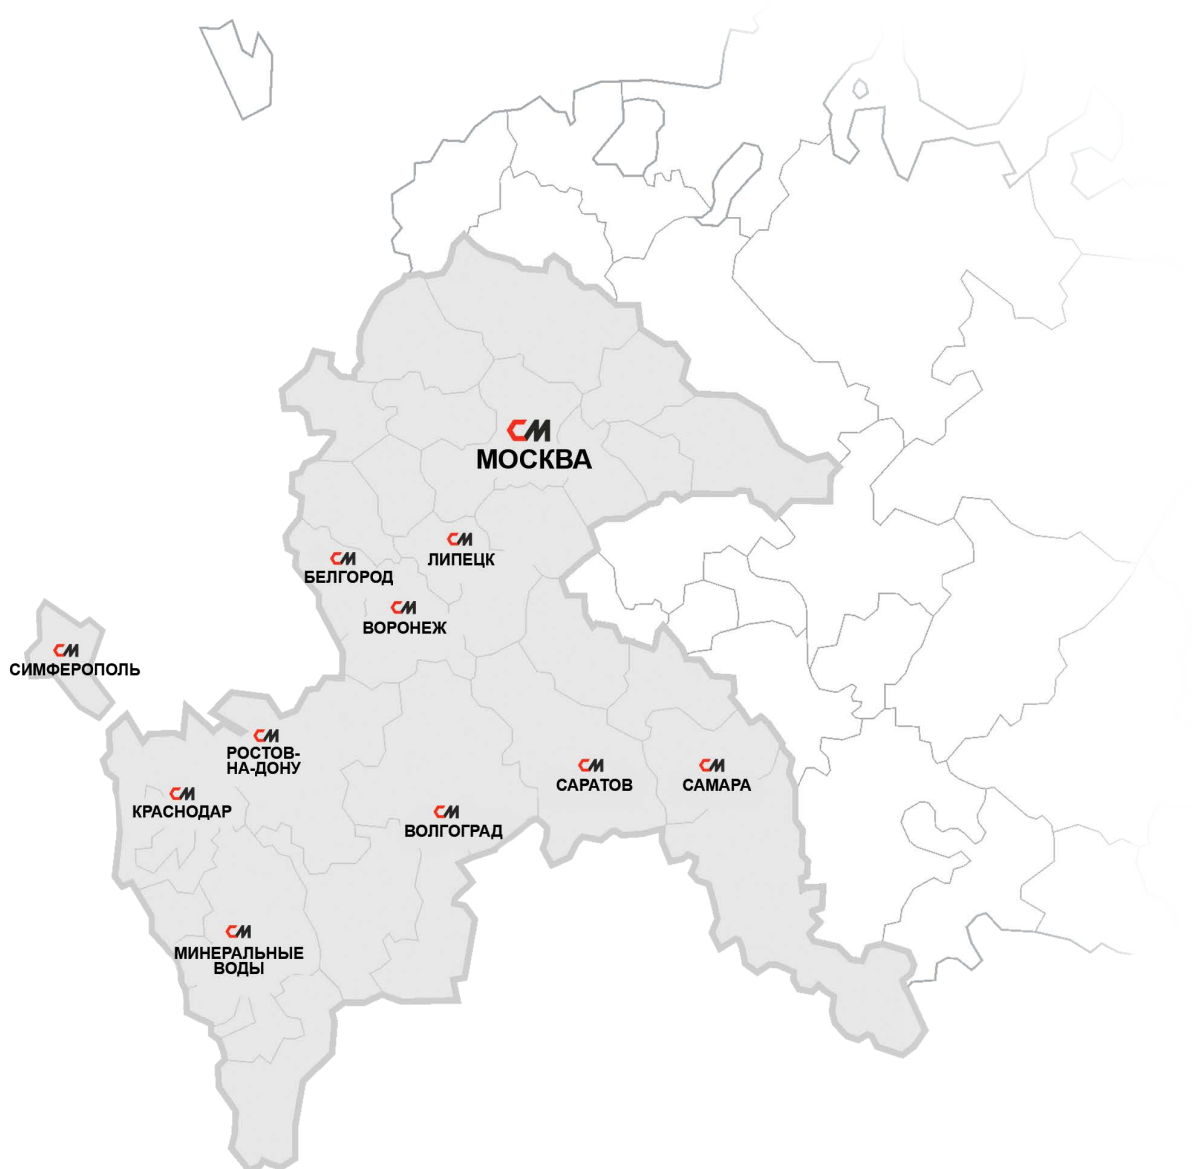 СМ
МОСКВА
СМ
ЛИПЕЦК
СМ
БЕЛГОРОД
СМ
ВОРОНЕЖ
СМ
СИМФЕРОПОЛЬ
СМ
РОСТОВ-
НА-ДОНУ
СМ
САРАТОВ
СМ
САМАРА
СМ
КРАСНОДАР
СМ
ВОЛГОГРАД
СМ
МИНЕРАЛЬНЫЕ
ВОДЫ